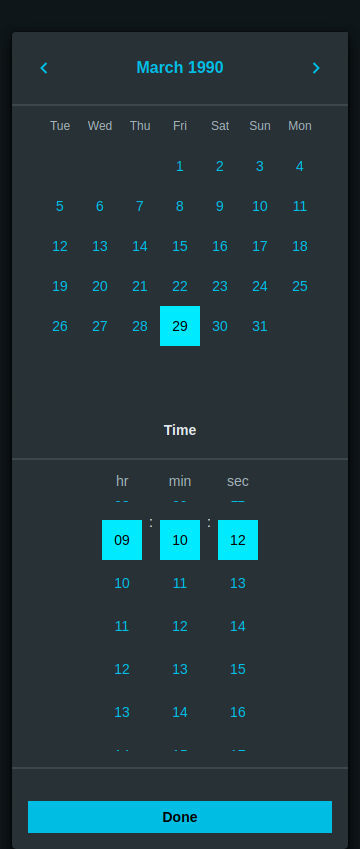 March 1990
Tue Wed Thu Fri Sat Sun Mon
1 2 3 4
5 6 7 8 9 10 11
12 13 14 15 16 17 18
19 20 21 22 23 24 25
26 27 28 29 30 31
Time
hr min sec
09 : 10 : 12
10 11 13
11 12 14
12 13 15
13 14 16
Done